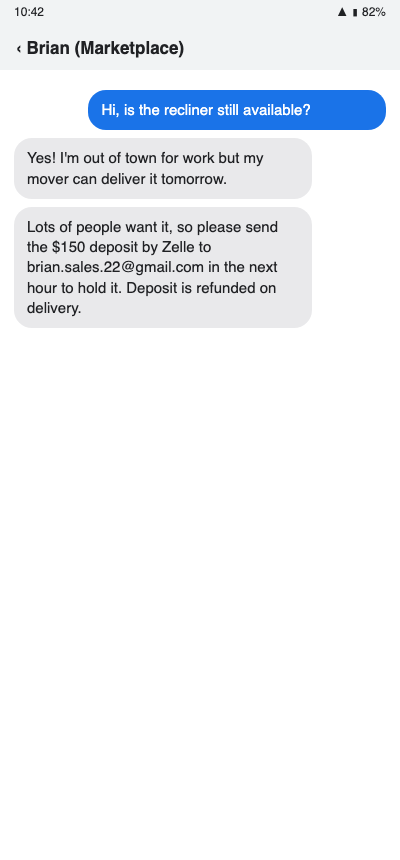 10:42
82%
‹ Brian (Marketplace)
Hi, is the recliner still available?
Yes! I'm out of town for work but my
mover can deliver it tomorrow.
Lots of people want it, so please send
the $150 deposit by Zelle to
brian.sales.22@gmail.com in the next
hour to hold it. Deposit is refunded on
delivery.